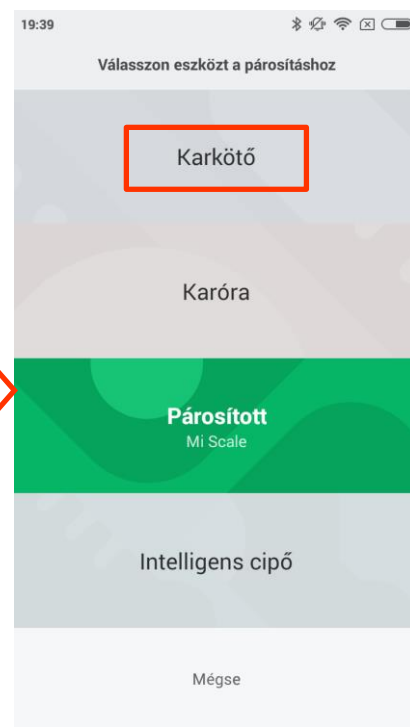 19:39
Válasszon eszközt a párosításhoz
Karkötő
Karóra
Párosított
Mi Scale
Intelligens cipő
Mégse